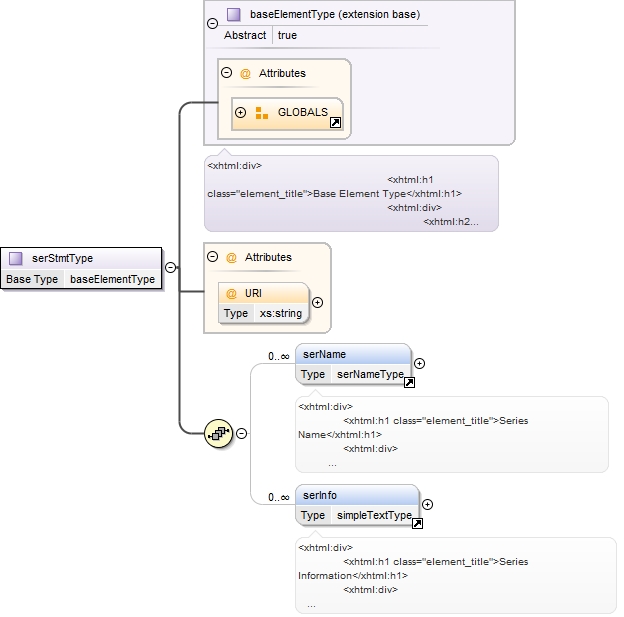 baseElementType (extension base)
Abstract true
@ Attributes
GLOBALS
<xhtml:div>
<xhtml:h1
class="element_title">Base Element Type</xhtml:h1>
<xhtml:div>
<xhtml:h2...
serStmtType
Base Type baseElementType
@ Attributes
@ URI
Type xs:string
0..∞
serName
Type serNameType
<xhtml:div>
<xhtml:h1 class="element_title">Series
Name</xhtml:h1>
<xhtml:div>
...
0..∞
serInfo
Type simpleTextType
<xhtml:div>
<xhtml:h1 class="element_title">Series
Information</xhtml:h1>
<xhtml:div>
...